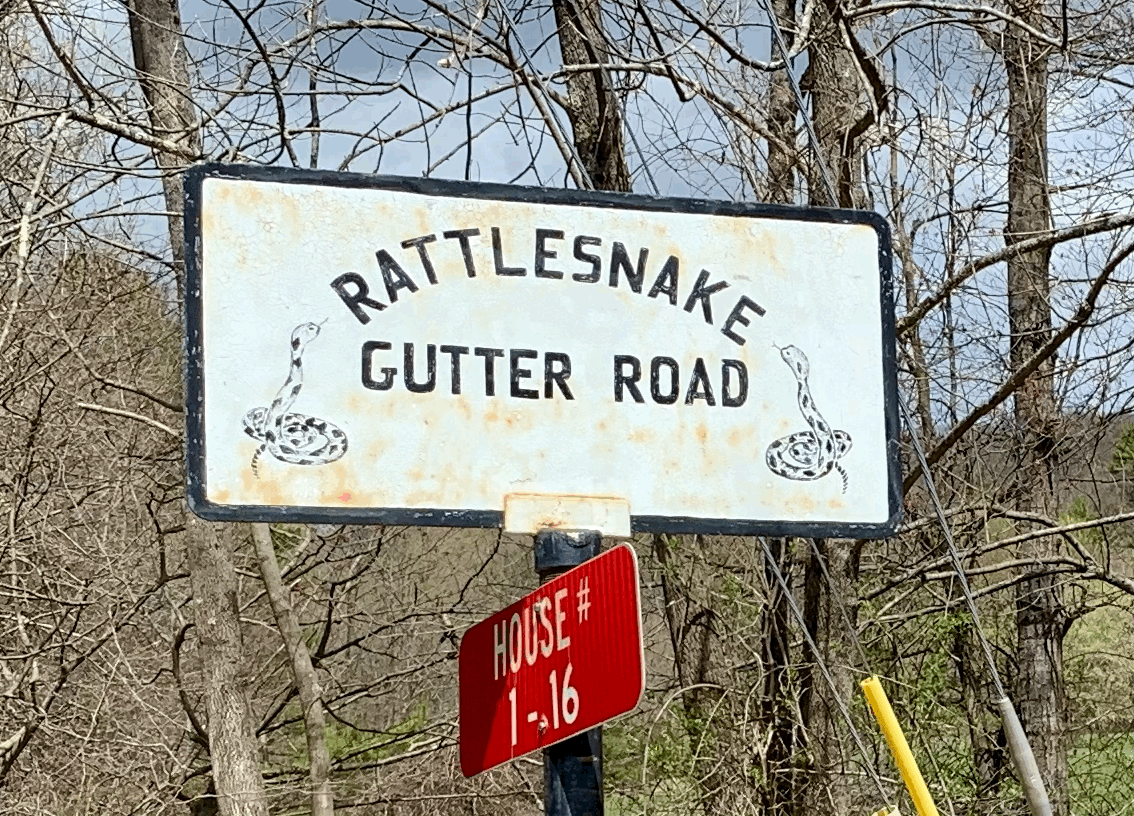 RATTLESNAKE
GUTTER ROAD
HOUSE #
1-16